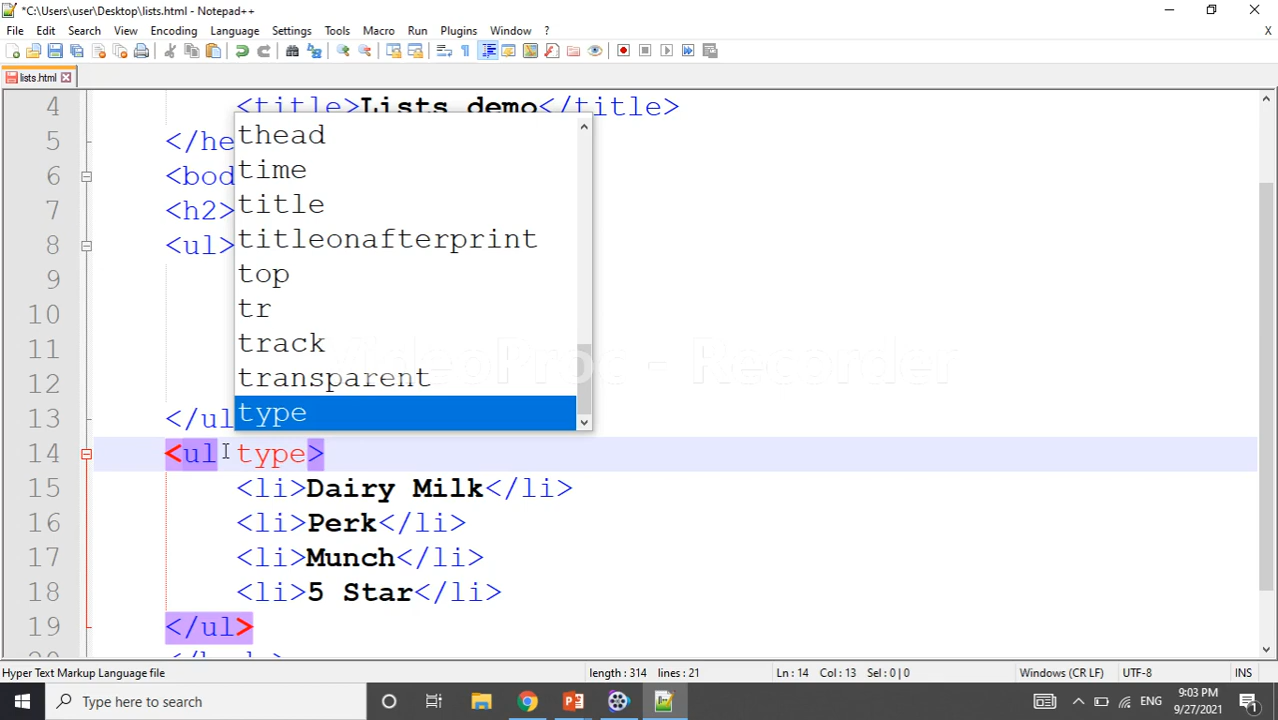 *C:\Users\user\Desktop\lists.html - Notepad++
File Edit Search View Encoding Language Settings Tools Macro Run Plugins Window ? X
lists.html
4 <title>Lists demo</title>
5 </he
6 <bod
7 <h2>
8 <ul>
9
10
11
12
13 </ul
thead
time
title
titleonafterprint
top
tr
track
transparent
type
14 <ul type>
15 <li>Dairy Milk</li>
16 <li>Perk</li>
17 <li>Munch</li>
18 <li>5 Star</li>
19 </ul>
VideoProc - Recorder
Hyper Text Markup Language file length : 314 lines : 21 Ln : 14 Col : 13 Sel : 0 | 0 Windows (CR LF) UTF-8 INS
Type here to search ENG 9:03 PM
9/27/2021 1